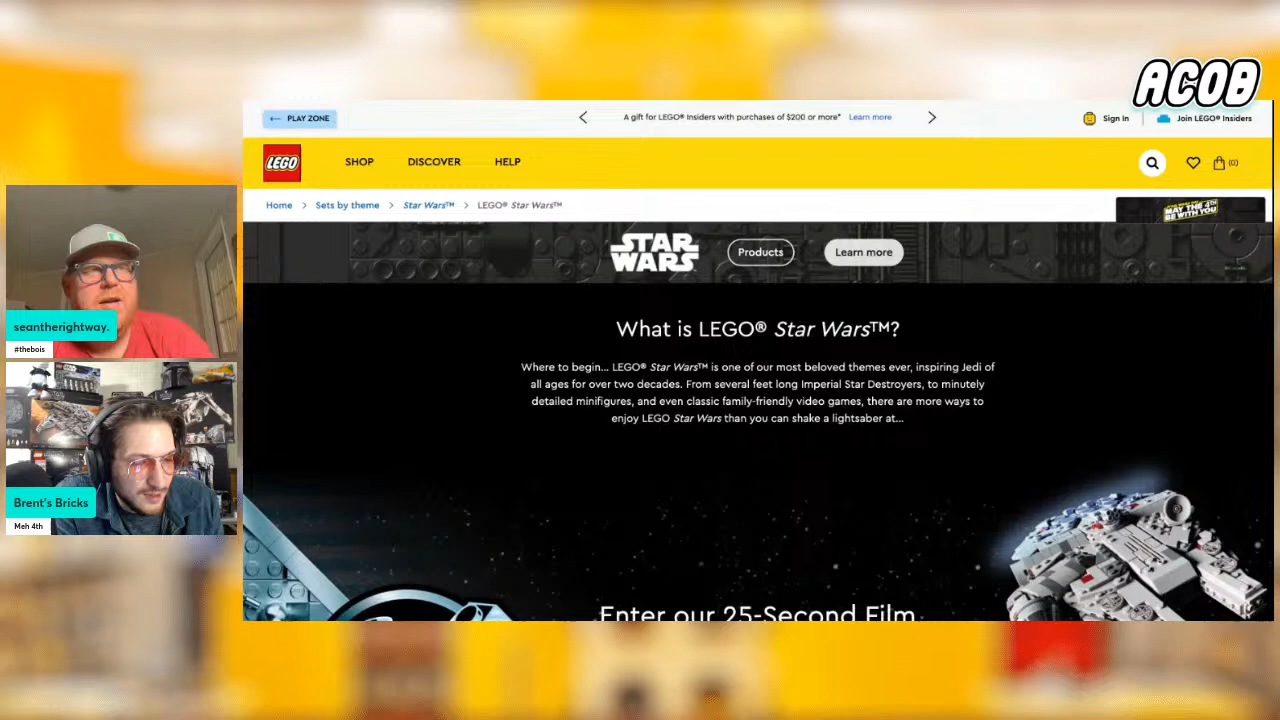 ACOB
← PLAY ZONE
A gift for LEGO® Insiders with purchases of $200 or more* Learn more
Sign In
Join LEGO® Insiders
LEGO
SHOP
DISCOVER
HELP
(0)
Home > Sets by theme > Star Wars™ > LEGO® Star Wars™
MAY THE 4TH
BE WITH YOU
STAR
WARS
Products
Learn more
What is LEGO® Star Wars™?
Where to begin... LEGO® Star Wars™ is one of our most beloved themes ever, inspiring Jedi of
all ages for over two decades. From several feet long Imperial Star Destroyers, to minutely
detailed minifigures, and even classic family-friendly video games, there are more ways to
enjoy LEGO Star Wars than you can shake a lightsaber at...
Enter our 25-Second Film
seantherightway.
#thebois
Brent's Bricks
Meh 4th